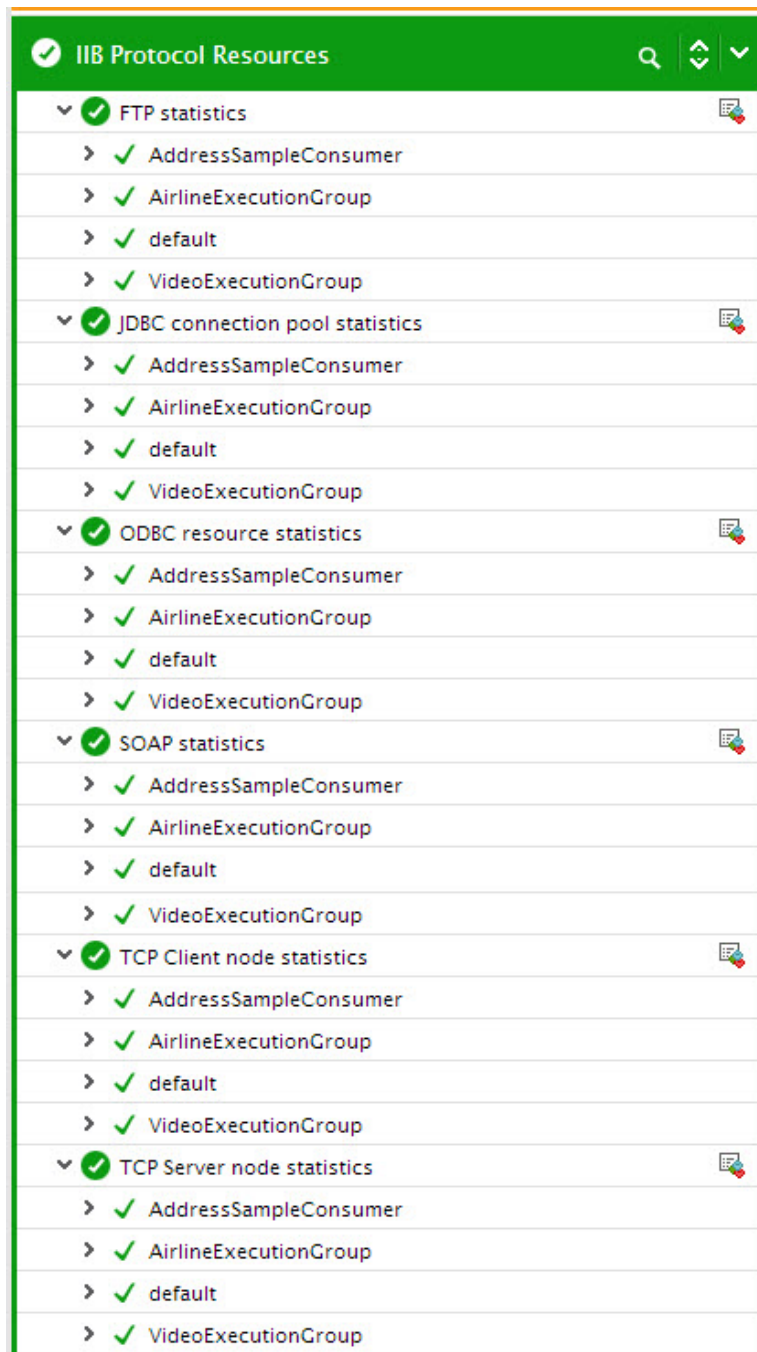 IIB Protocol Resources
FTP statistics
AddressSampleConsumer
AirlineExecutionGroup
default
VideoExecutionGroup
JDBC connection pool statistics
AddressSampleConsumer
AirlineExecutionGroup
default
VideoExecutionGroup
ODBC resource statistics
AddressSampleConsumer
AirlineExecutionGroup
default
VideoExecutionGroup
SOAP statistics
AddressSampleConsumer
AirlineExecutionGroup
default
VideoExecutionGroup
TCP Client node statistics
AddressSampleConsumer
AirlineExecutionGroup
default
VideoExecutionGroup
TCP Server node statistics
AddressSampleConsumer
AirlineExecutionGroup
default
VideoExecutionGroup